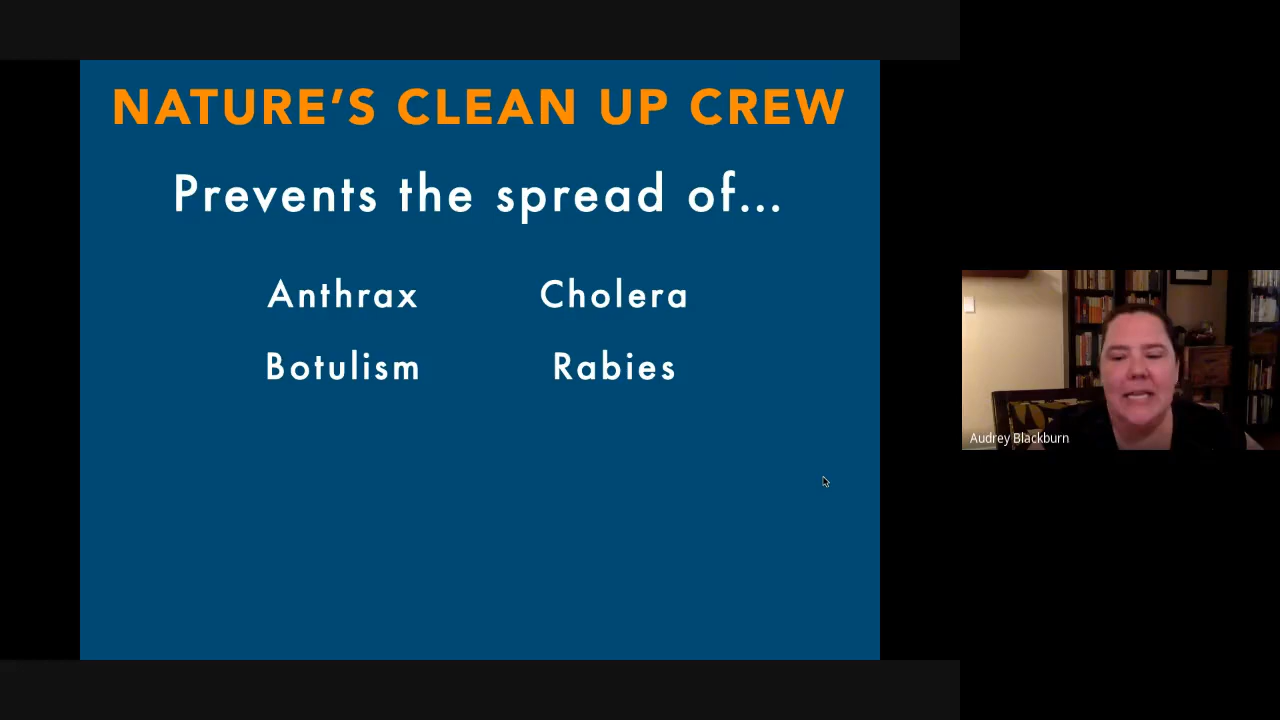 NATURE’S CLEAN UP CREW
Prevents the spread of...
Anthrax
Cholera
Botulism
Rabies
Audrey Blackburn